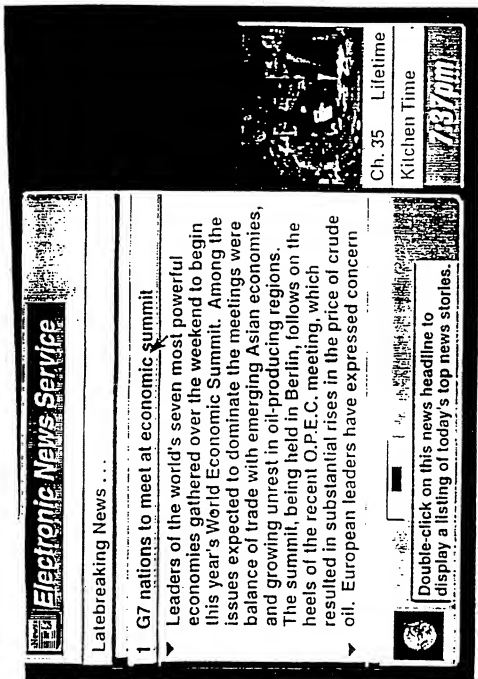 News
Electronic News Service
Latebreaking News ...
1 G7 nations to meet at economic summit
Leaders of the world's seven most powerful
economies gathered over the weekend to begin
this year's World Economic Summit. Among the
issues expected to dominate the meetings were
balance of trade with emerging Asian economies,
and growing unrest in oil-producing regions.
The summit, being held in Berlin, follows on the
heels of the recent O.P.E.C. meeting, which
resulted in substantial rises in the price of crude
oil. European leaders have expressed concern
Double-click on this news headline to
display a listing of today's top news stories.
Ch. 35 Lifetime
Kitchen Time
7:37pm